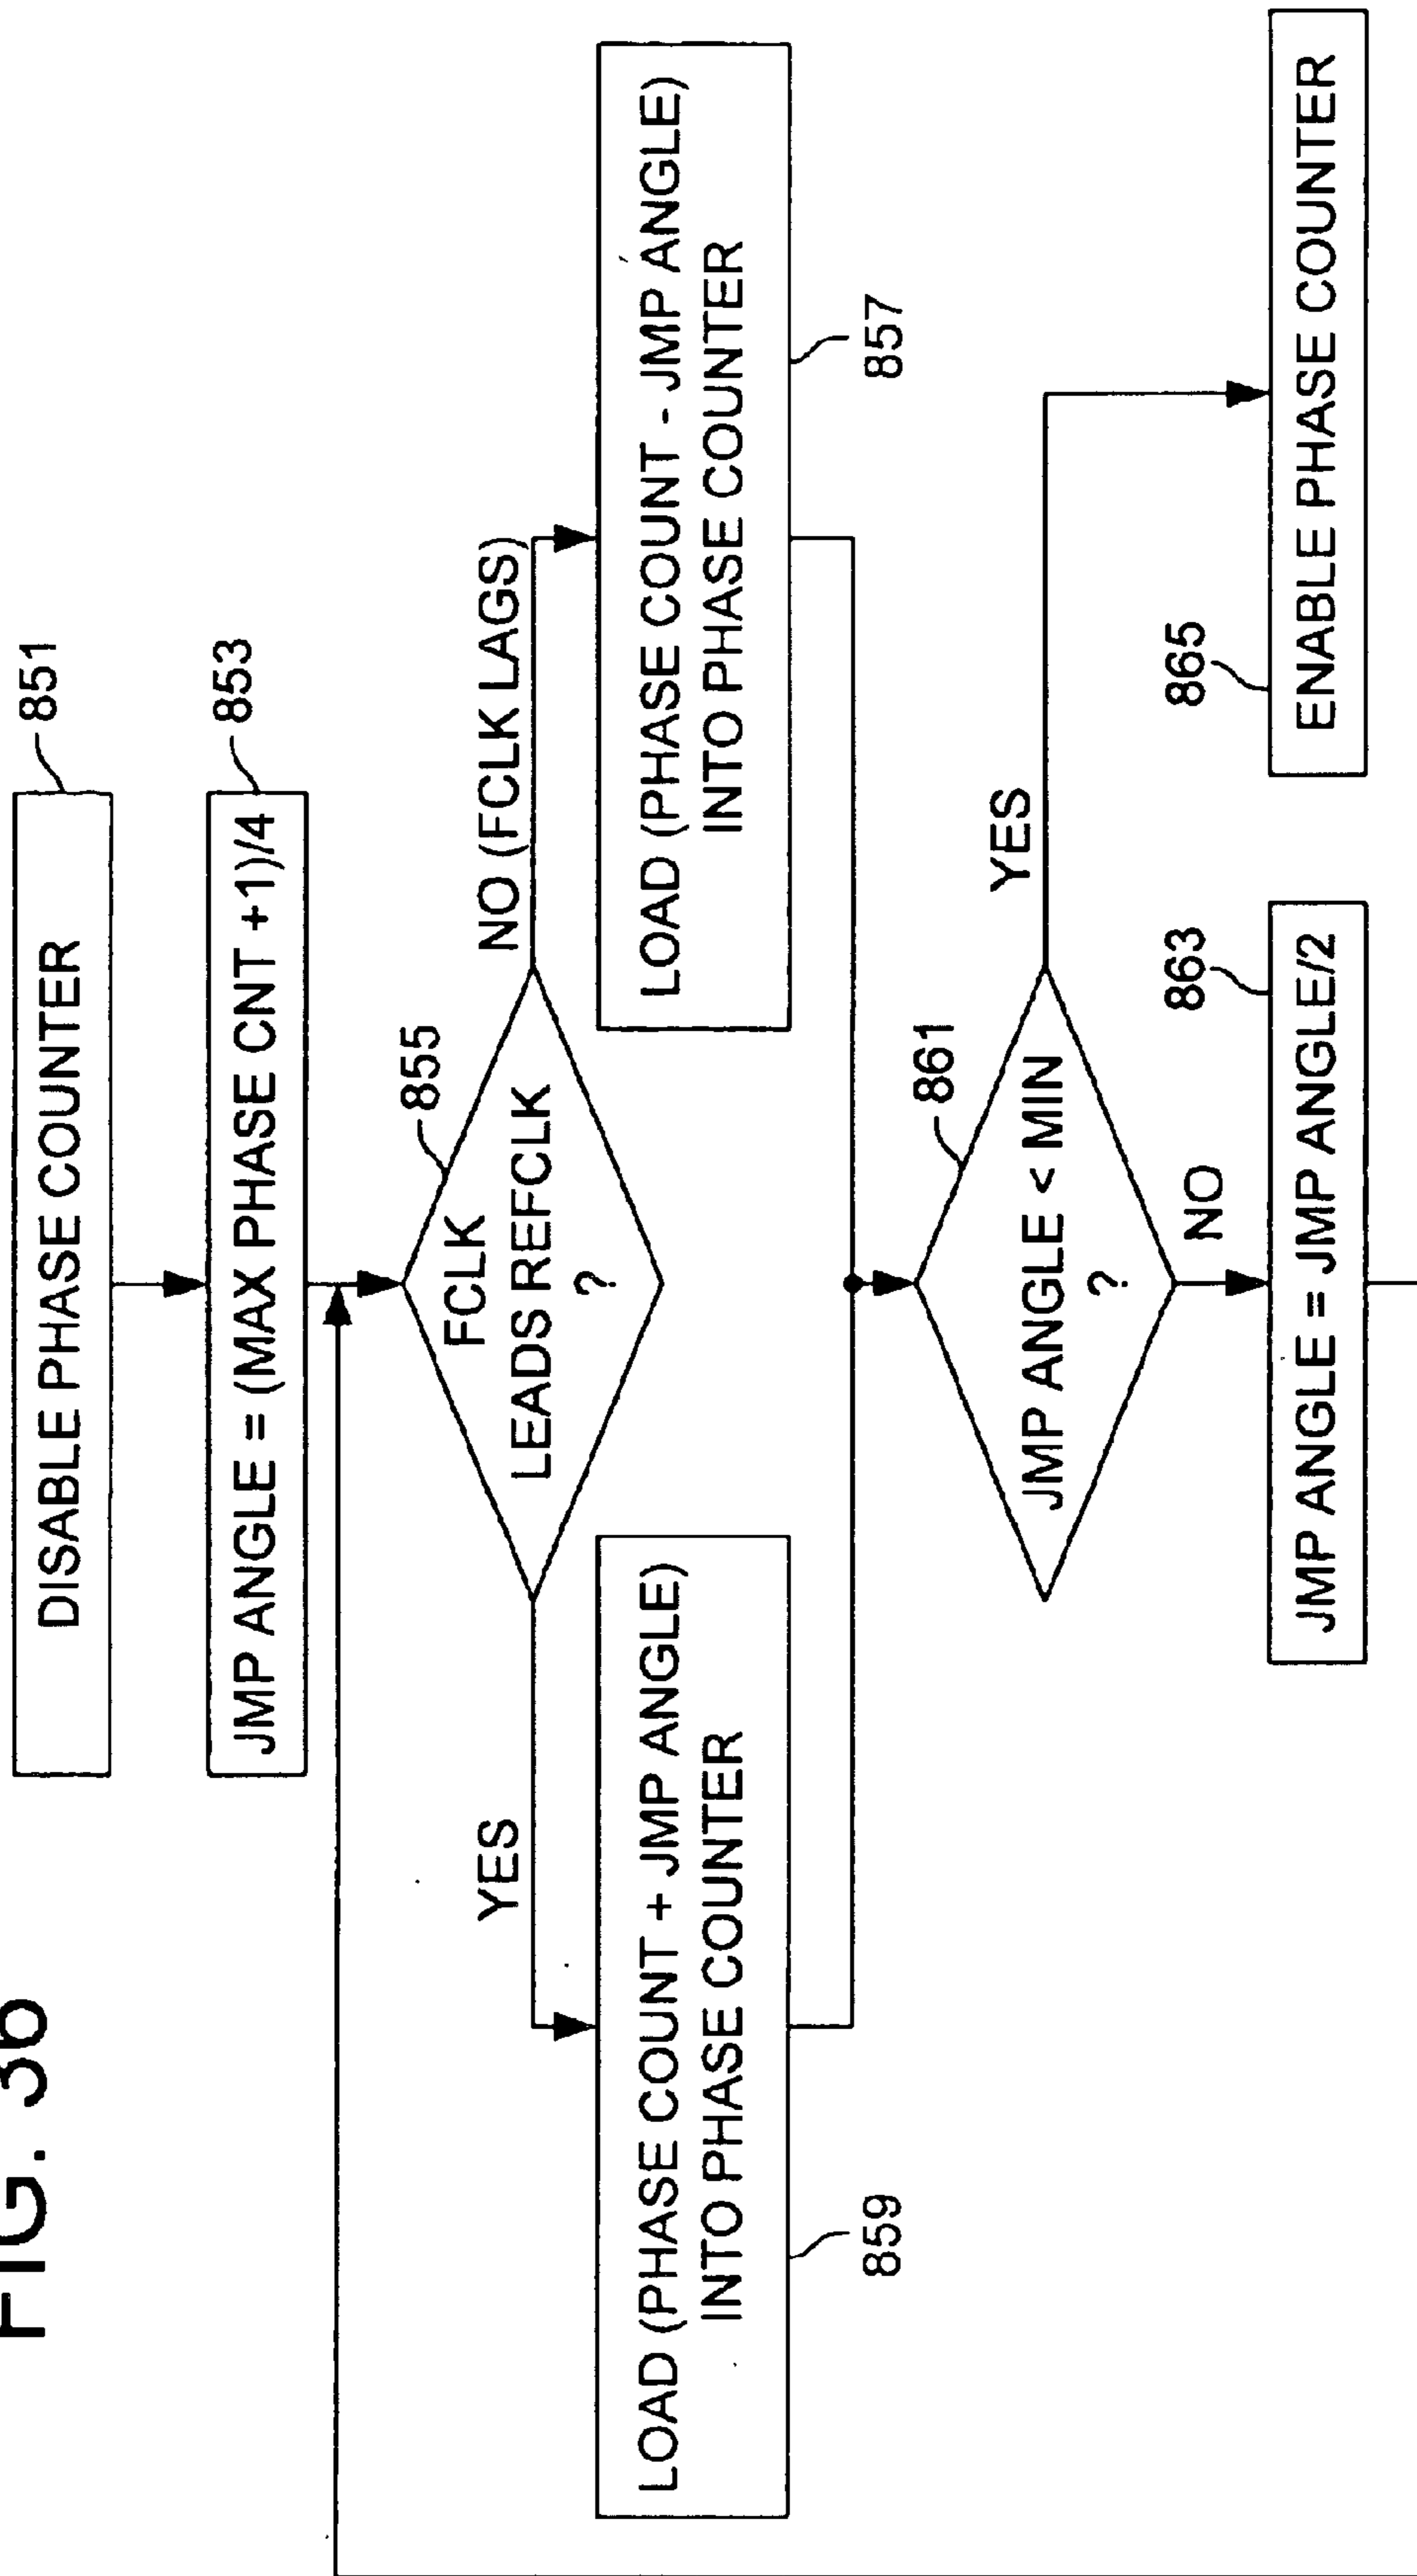 FIG. 36
DISABLE PHASE COUNTER
851
JMP ANGLE = (MAX PHASE CNT +1)/4
853
855
FCLK
LEADS REFCLK
?
YES
NO (FCLK LAGS)
LOAD (PHASE COUNT + JMP ANGLE)
INTO PHASE COUNTER
859
LOAD (PHASE COUNT - JMP ANGLE)
INTO PHASE COUNTER
857
861
JMP ANGLE < MIN
?
YES
NO
863
JMP ANGLE = JMP ANGLE/2
865
ENABLE PHASE COUNTER